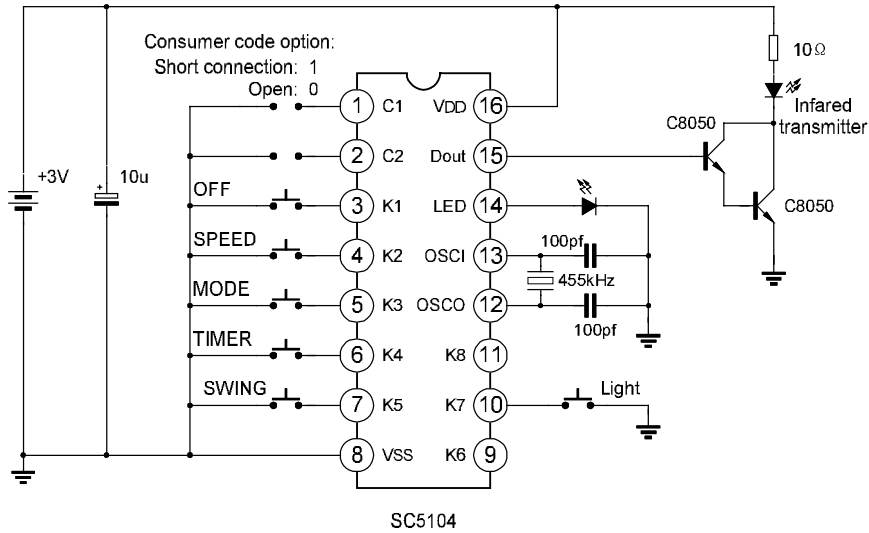 Consumer code option:
Short connection: 1
Open: 0
10Ω
Infared
transmitter
C8050
C8050
+3V
+
10u
OFF
SPEED
MODE
TIMER
SWING
1 C1 VDD 16
2 C2 Dout 15
3 K1 LED 14
4 K2 OSCI 13
5 K3 OSCO 12
6 K4 K8 11
7 K5 K7 10
8 VSS K6 9
100pf
455kHz
100pf
Light
SC5104